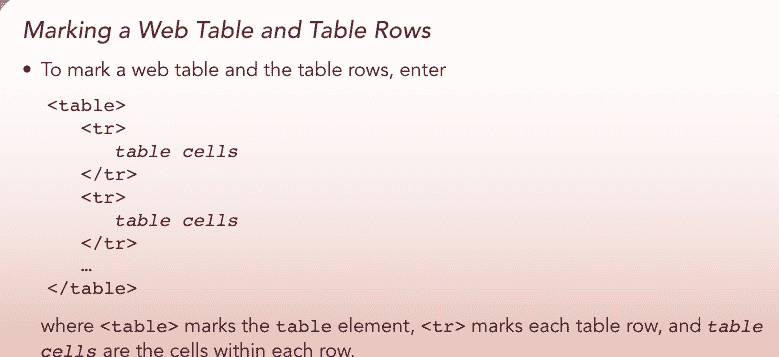 Marking a Web Table and Table Rows
• To mark a web table and the table rows, enter
<table>
<tr>
table cells
</tr>
<tr>
table cells
</tr>
…
</table>
where <table> marks the table element, <tr> marks each table row, and table
cells are the cells within each row.